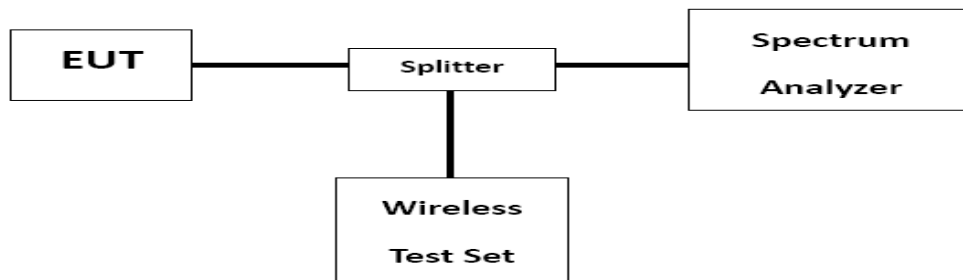 EUT
Splitter
Spectrum
Analyzer
Wireless
Test Set